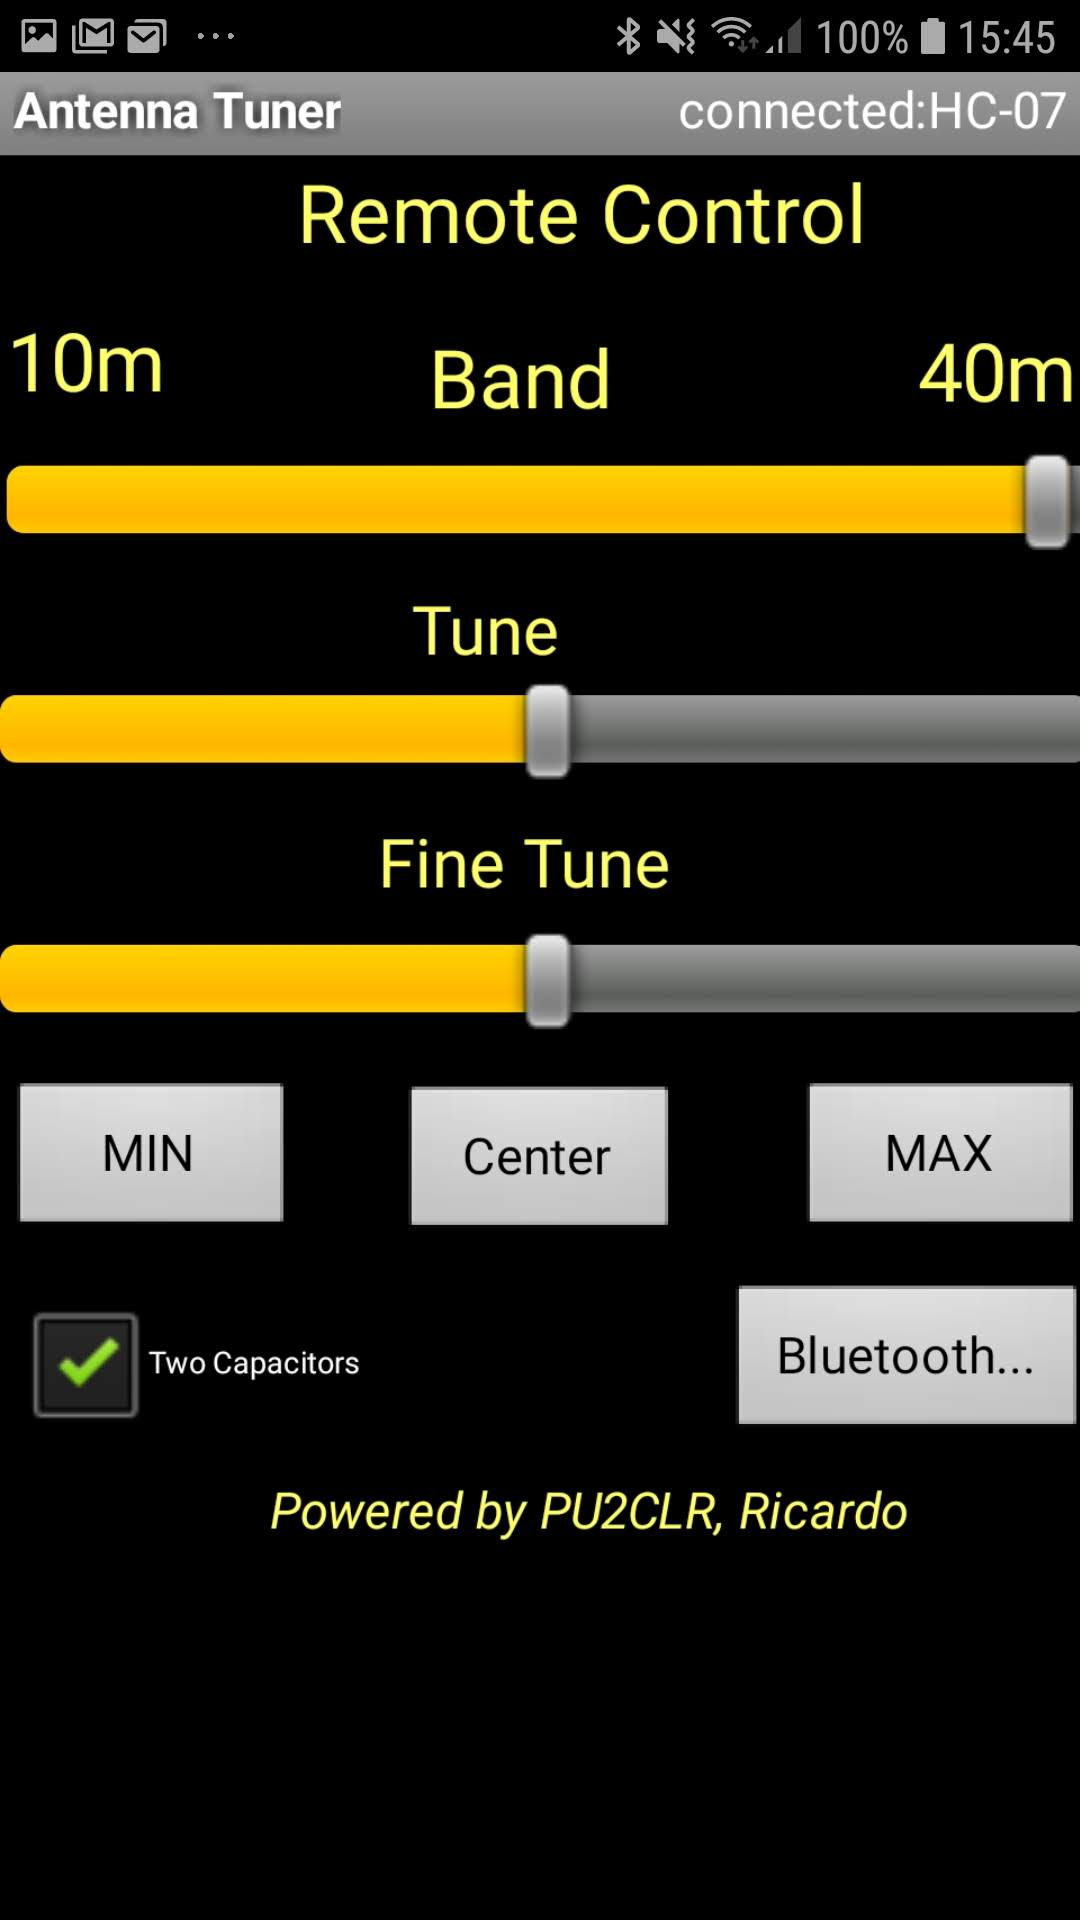 100% 15:45
Antenna Tuner connected:HC-07
Remote Control
10m Band 40m
Tune
Fine Tune
MIN Center MAX
Two Capacitors Bluetooth...
Powered by PU2CLR, Ricardo